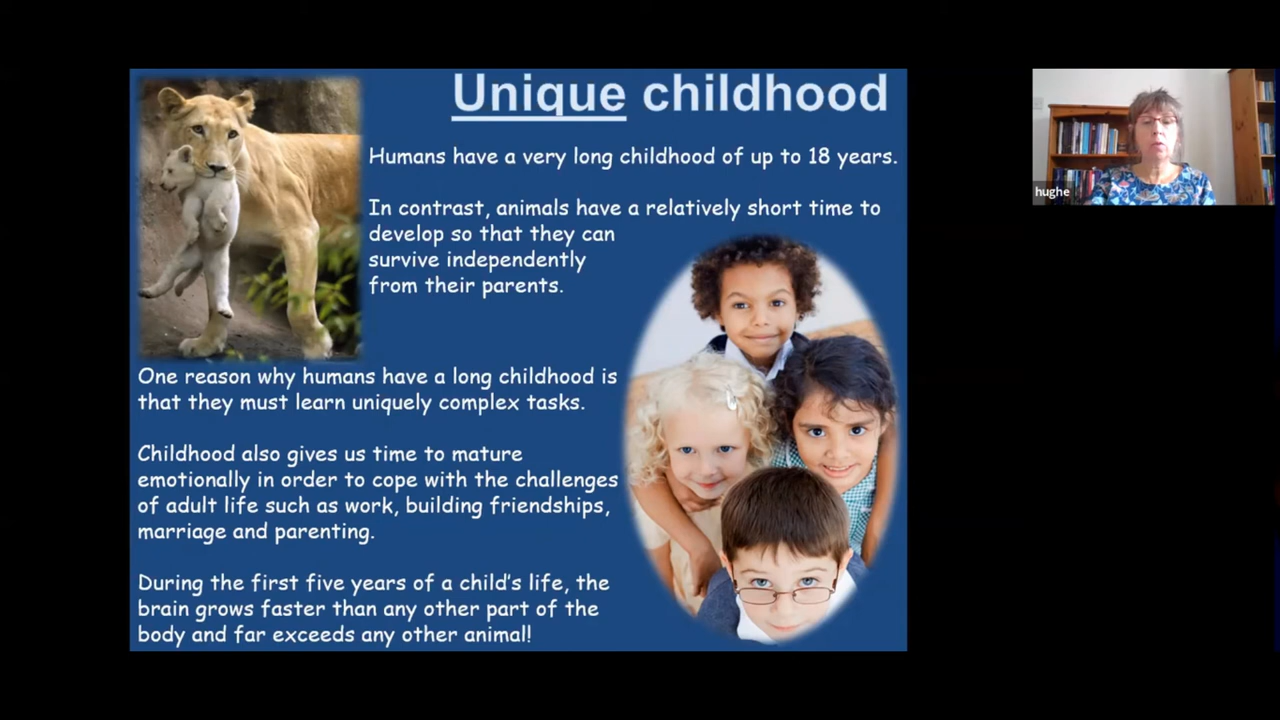 Unique childhood
Humans have a very long childhood of up to 18 years.
In contrast, animals have a relatively short time to
develop so that they can
survive independently
from their parents.
One reason why humans have a long childhood is
that they must learn uniquely complex tasks.
Childhood also gives us time to mature
emotionally in order to cope with the challenges
of adult life such as work, building friendships,
marriage and parenting.
During the first five years of a child's life, the
brain grows faster than any other part of the
body and far exceeds any other animal!
hughe